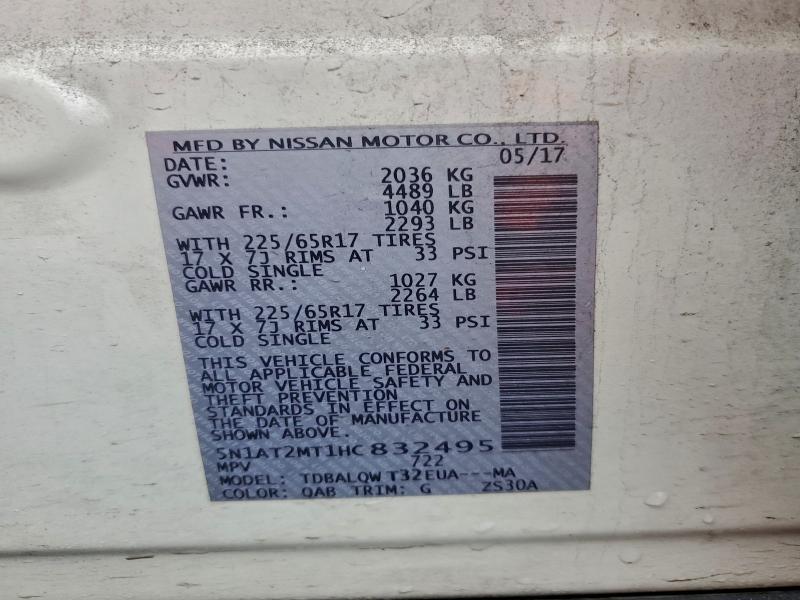 MFD BY NISSAN MOTOR CO., LTD.
DATE: 05/17
GVWR: 2036 KG
4489 LB
GAWR FR.: 1040 KG
2293 LB
WITH 225/65R17 TIRES
17 X 7J RIMS AT 33 PSI
COLD SINGLE
GAWR RR.: 1027 KG
2264 LB
WITH 225/65R17 TIRES
17 X 7J RIMS AT 33 PSI
COLD SINGLE
THIS VEHICLE CONFORMS TO
ALL APPLICABLE FEDERAL
MOTOR VEHICLE SAFETY AND
THEFT PREVENTION
STANDARDS IN EFFECT ON
THE DATE OF MANUFACTURE
SHOWN ABOVE.
5N1AT2MT1HC832495
MPV 722
MODEL: TDBALQW T32EUA---MA
COLOR: QAB TRIM: G ZS30A